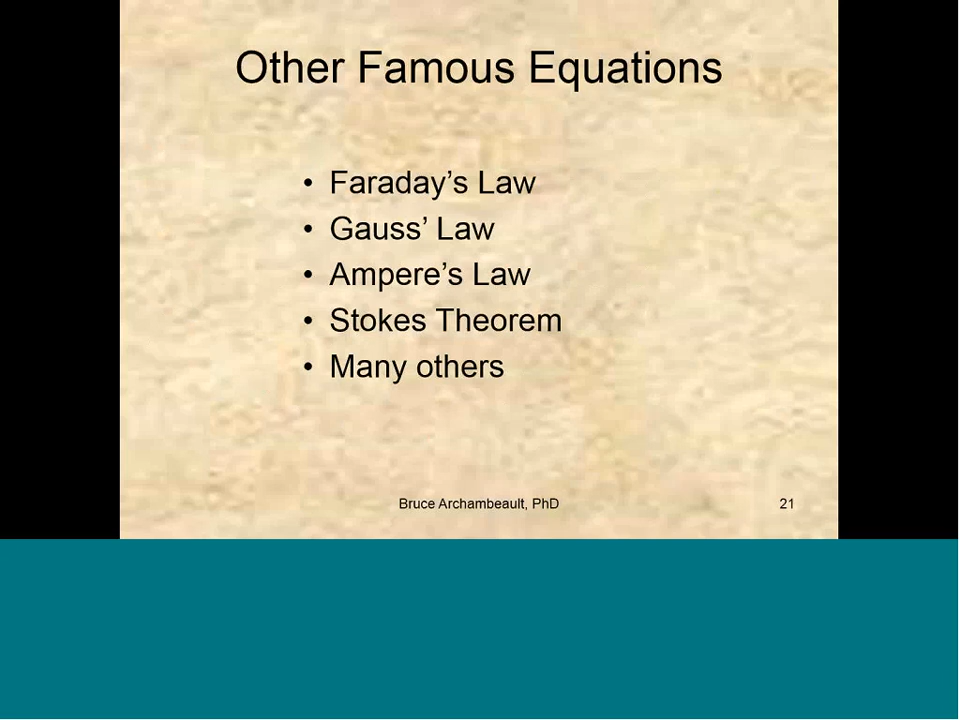 Other Famous Equations
• Faraday’s Law
• Gauss’ Law
• Ampere’s Law
• Stokes Theorem
• Many others
Bruce Archambeault, PhD
21